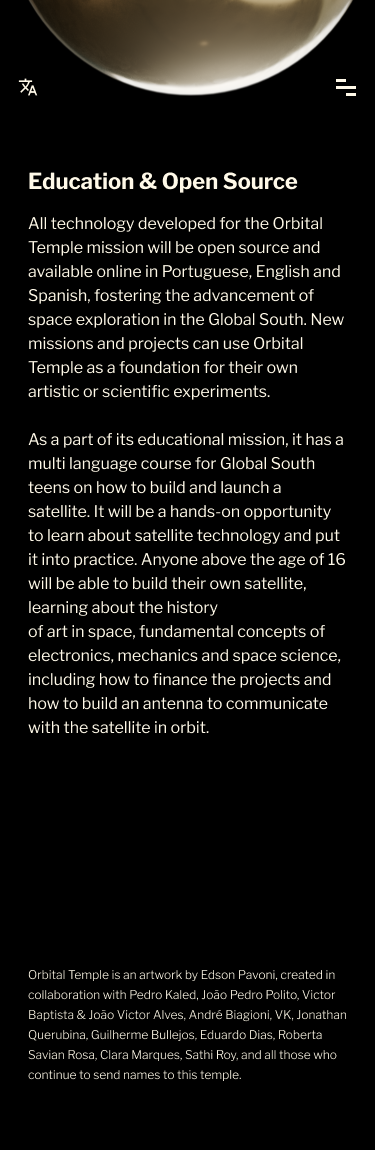 Education & Open Source
All technology developed for the Orbital
Temple mission will be open source and
available online in Portuguese, English and
Spanish, fostering the advancement of
space exploration in the Global South. New
missions and projects can use Orbital
Temple as a foundation for their own
artistic or scientific experiments.
As a part of its educational mission, it has a
multi language course for Global South
teens on how to build and launch a
satellite. It will be a hands-on opportunity
to learn about satellite technology and put
it into practice. Anyone above the age of 16
will be able to build their own satellite,
learning about the history
of art in space, fundamental concepts of
electronics, mechanics and space science,
including how to finance the projects and
how to build an antenna to communicate
with the satellite in orbit.
Orbital Temple is an artwork by Edson Pavoni, created in
collaboration with Pedro Kaled, João Pedro Polito, Victor
Baptista & João Victor Alves, André Biagioni, VK, Jonathan
Querubina, Guilherme Bullejos, Eduardo Dias, Roberta
Savian Rosa, Clara Marques, Sathi Roy, and all those who
continue to send names to this temple.